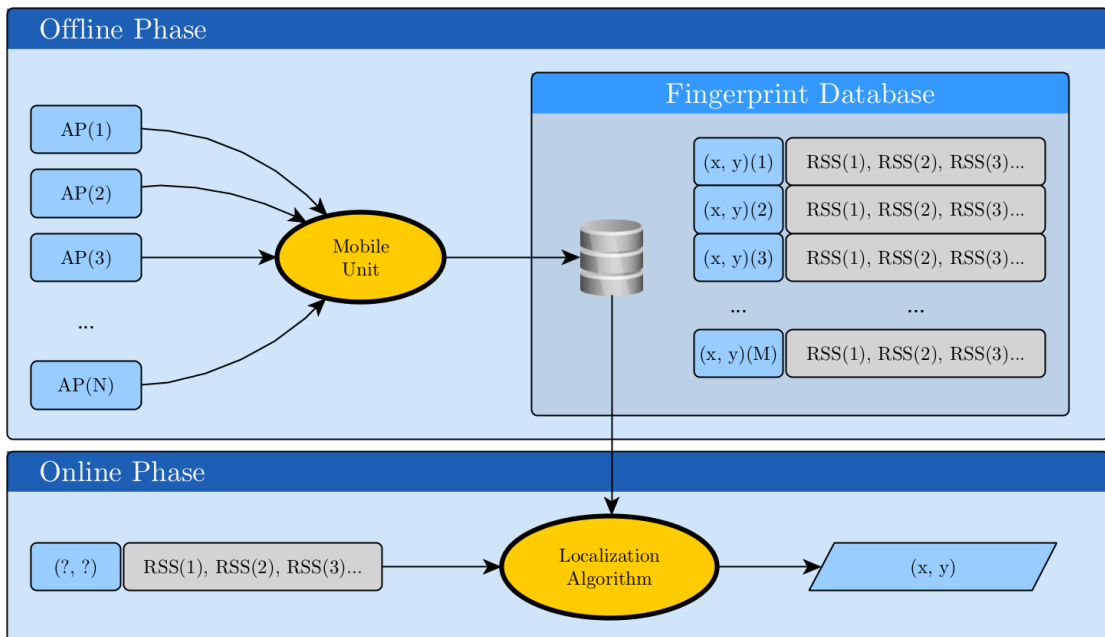 Offline Phase
Fingerprint Database
AP(1)
AP(2)
AP(3)
...
AP(N)
Mobile
Unit
(x, y)(1) RSS(1), RSS(2), RSS(3)...
(x, y)(2) RSS(1), RSS(2), RSS(3)...
(x, y)(3) RSS(1), RSS(2), RSS(3)...
... ...
(x, y)(M) RSS(1), RSS(2), RSS(3)...
Online Phase
(?, ?) RSS(1), RSS(2), RSS(3)...
Localization
Algorithm
(x, y)